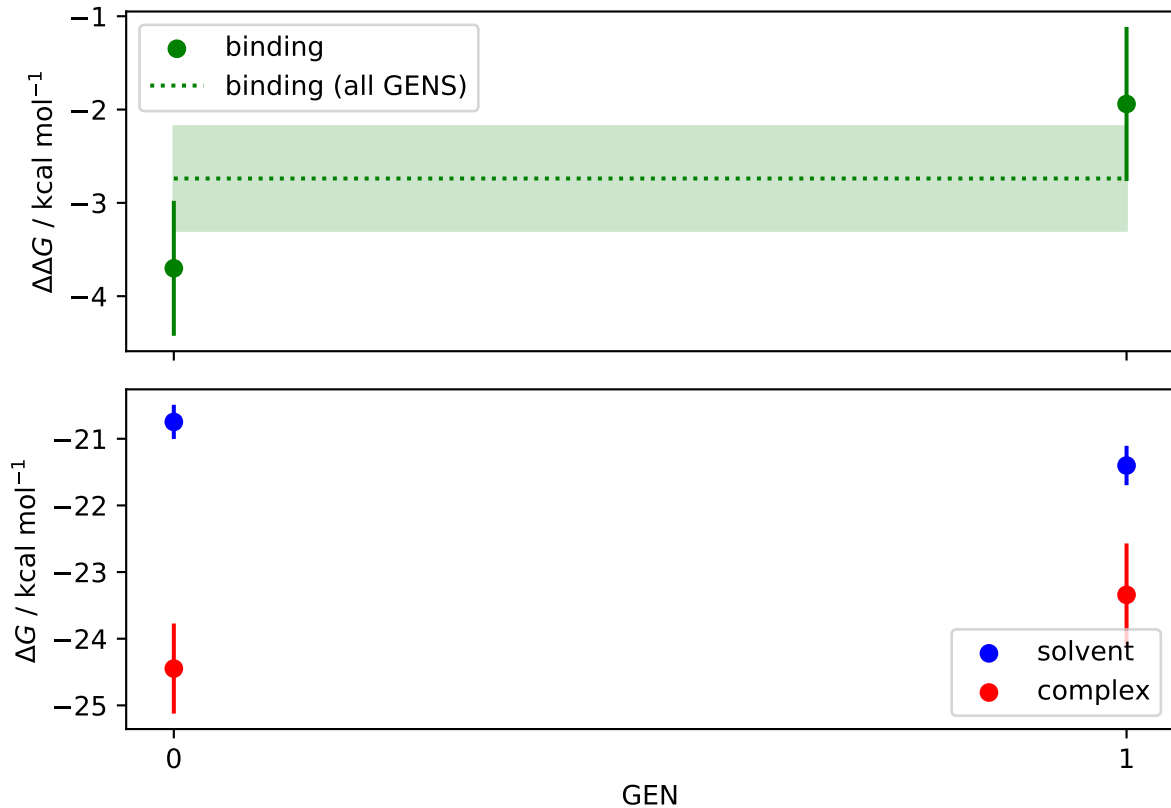 −1
−2
−3
−4
ΔΔG / kcal mol⁻¹
binding
binding (all GENS)
−21
−22
−23
−24
−25
ΔG / kcal mol⁻¹
solvent
complex
0
1
GEN